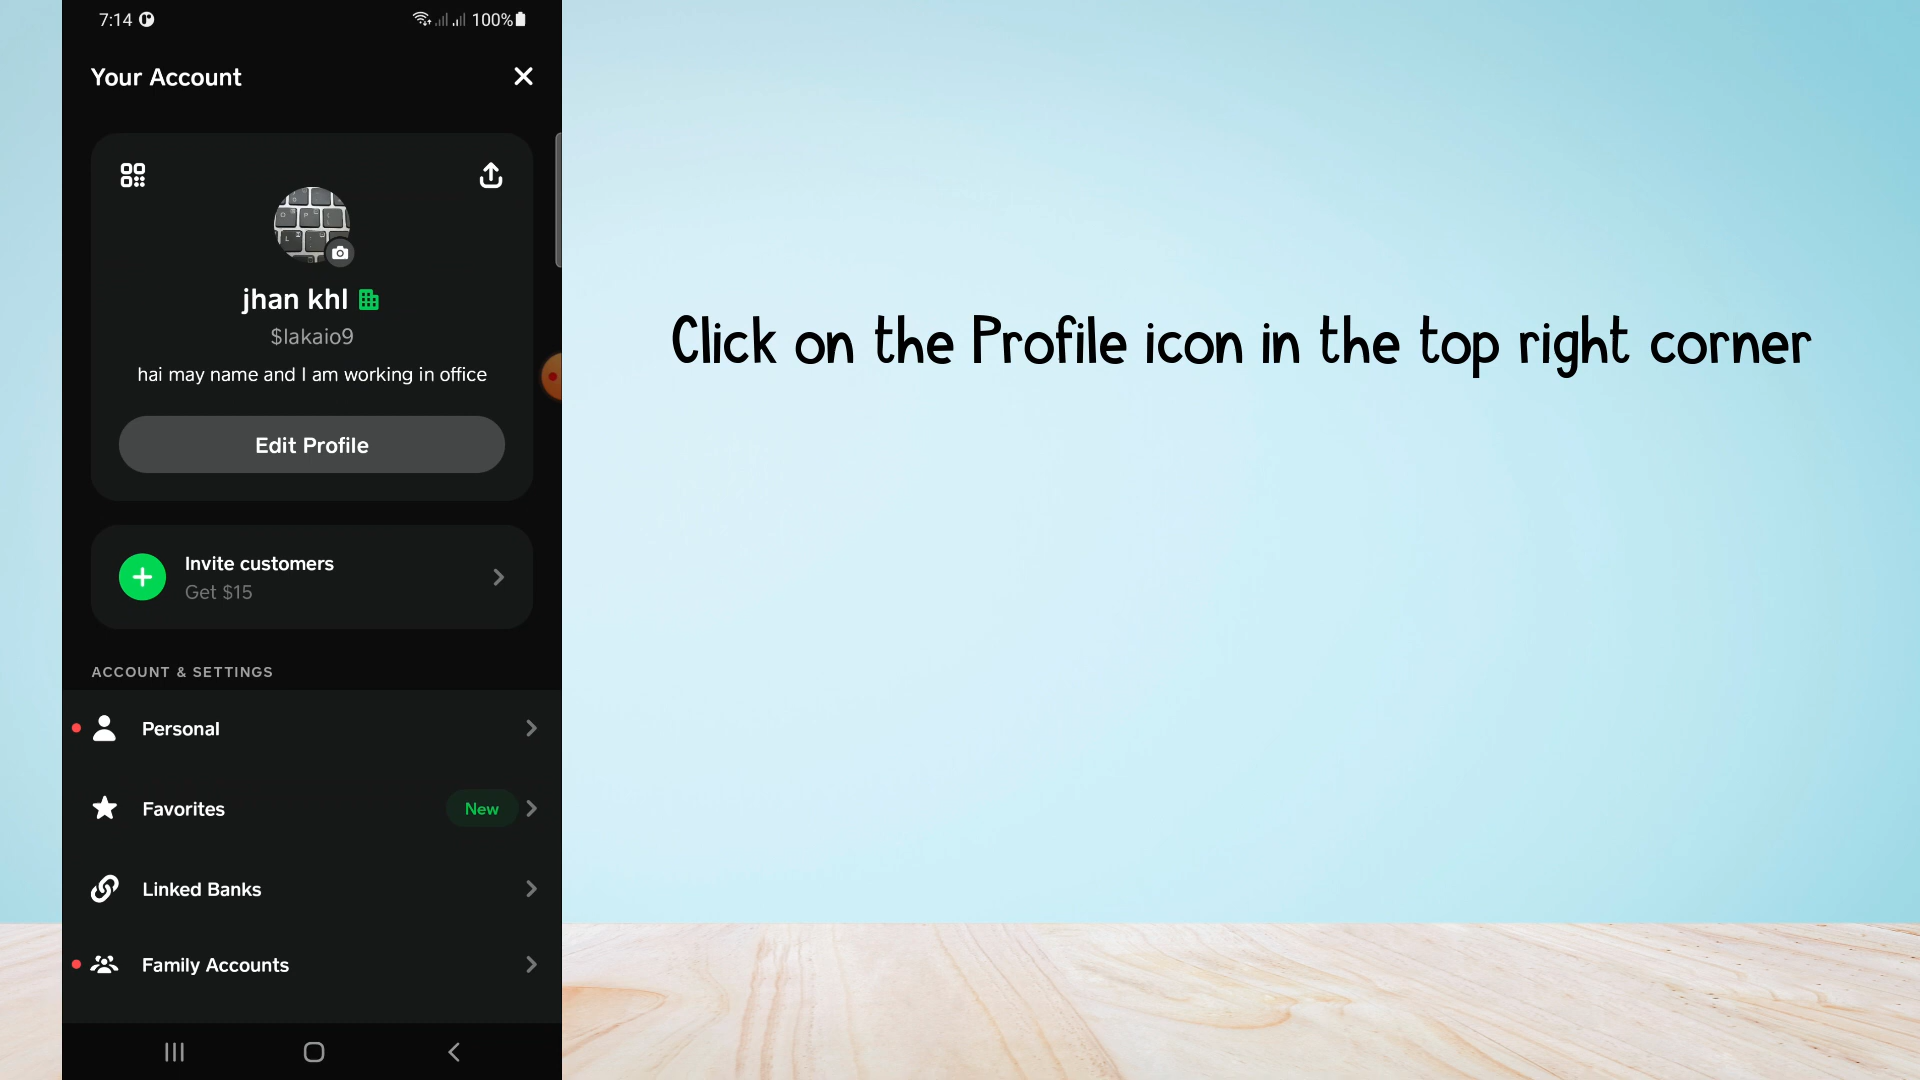 7:14
100%
Your Account
jhan khl
$lakaio9
hai may name and I am working in office
Edit Profile
Invite customers
Get $15
ACCOUNT & SETTINGS
Personal
Favorites
New
Linked Banks
Family Accounts
Click on the Profile icon in the top right corner